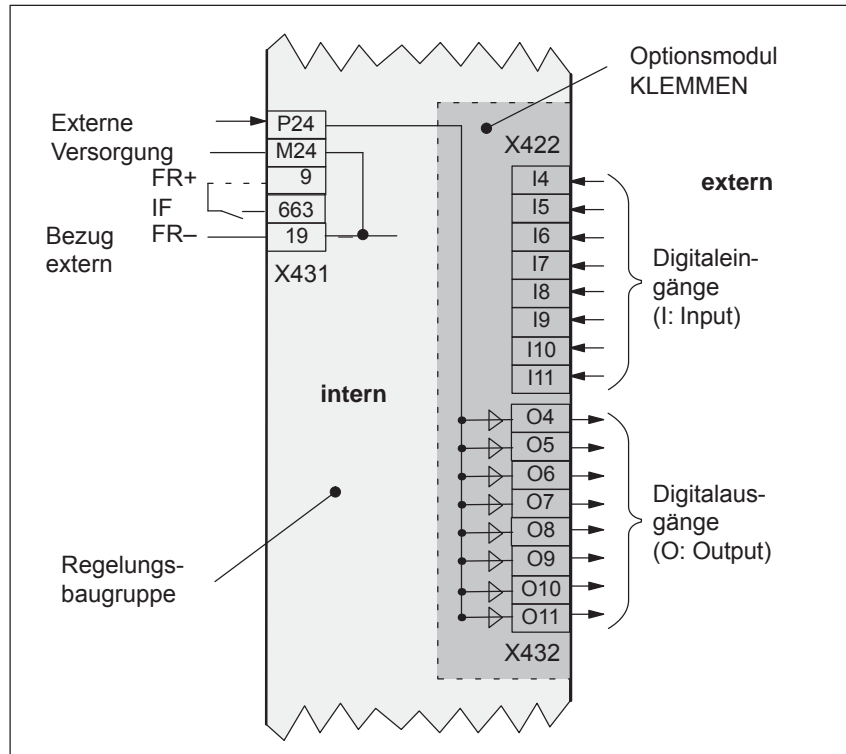 Optionsmodul
KLEMMEN
Externe
Versorgung
P24
M24
FR+
9
IF
663
Bezug
extern
FR–
19
X431
X422
extern
I4
I5
I6
I7
I8
I9
I10
I11
Digitalein-
gänge
(I: Input)
intern
O4
O5
O6
O7
O8
O9
O10
O11
Digitalaus-
gänge
(O: Output)
X432
Regelungs-
baugruppe